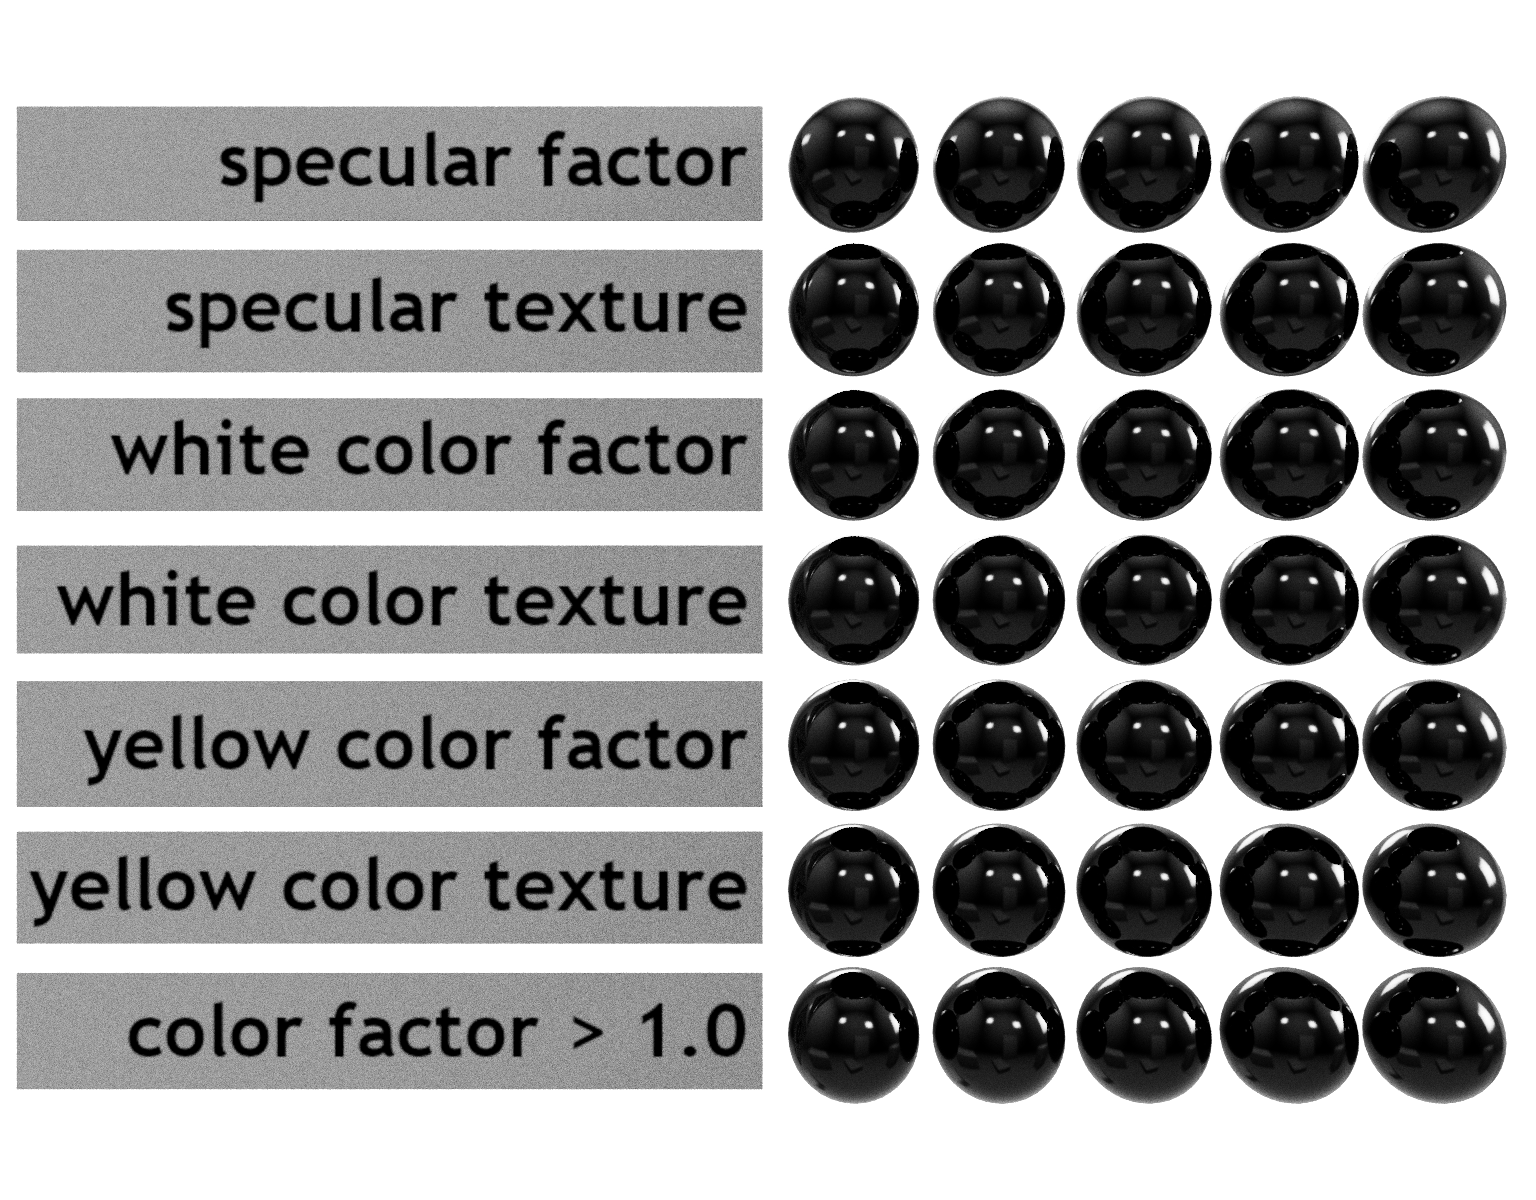 specular factor
specular texture
white color factor
white color texture
yellow color factor
yellow color texture
color factor > 1.0